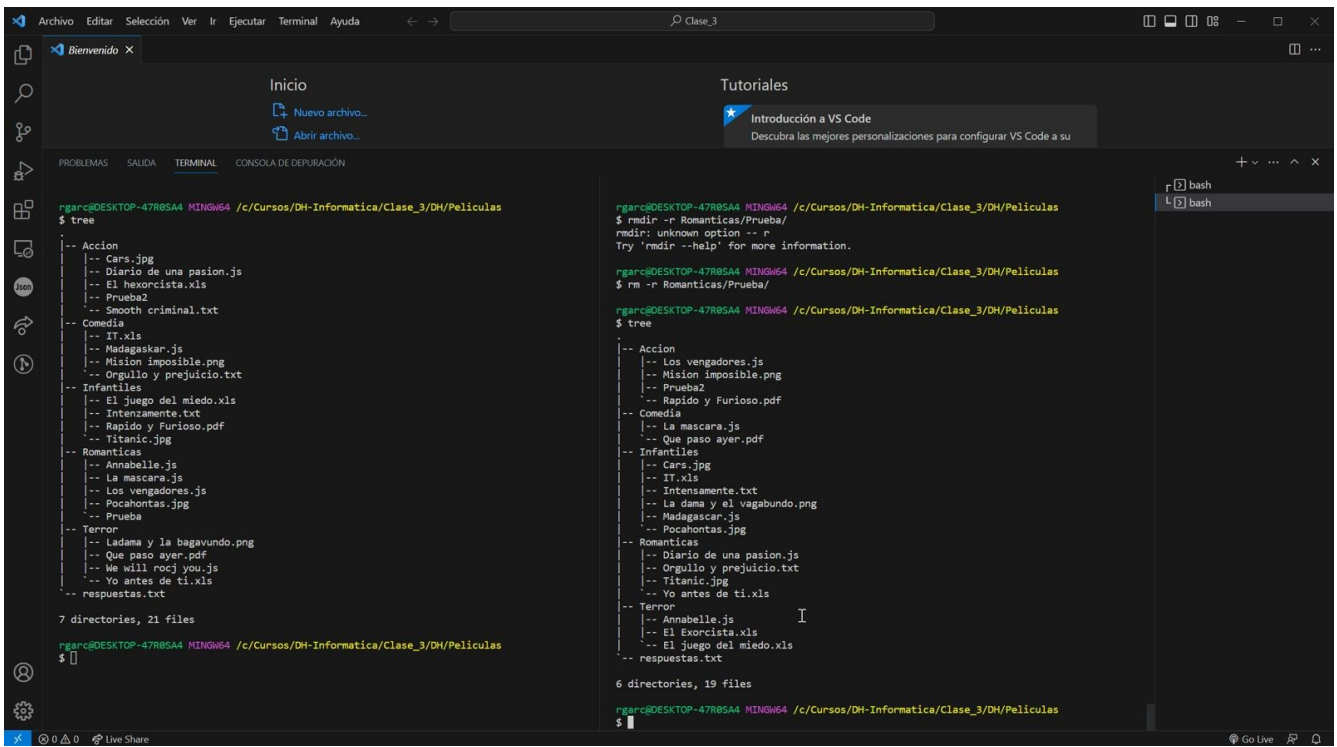 Archivo Editar Selección Ver Ir Ejecutar Terminal Ayuda
Clase_3
Bienvenido
Inicio
Nuevo archivo...
Abrir archivo...
Tutoriales
Introducción a VS Code
Descubra las mejores personalizaciones para configurar VS Code a su
PROBLEMAS SALIDA TERMINAL CONSOLA DE DEPURACIÓN
rgarc@DESKTOP-47R0SA4 MINGW64 /c/Cursos/DH-Informatica/Clase_3/DH/Peliculas
$ tree
.
|-- Accion
|   |-- Cars.jpg
|   |-- Diario de una pasion.js
|   |-- El hexorcista.xls
|   |-- Prueba2
|   `-- Smooth criminal.txt
|-- Comedia
|   |-- IT.xls
|   |-- Madagaskar.js
|   |-- Mision imposible.png
|   `-- Orgullo y prejuicio.txt
|-- Infantiles
|   |-- El juego del miedo.xls
|   |-- Intenzamente.txt
|   |-- Rapido y Furioso.pdf
|   `-- Titanic.jpg
|-- Romanticas
|   |-- Annabelle.js
|   |-- La mascara.js
|   |-- Los vengadores.js
|   |-- Pocahontas.jpg
|   `-- Prueba
|-- Terror
|   |-- Ladama y la bagavundo.png
|   |-- Que paso ayer.pdf
|   |-- We will rocj you.js
|   `-- Yo antes de ti.xls
`-- respuestas.txt
7 directories, 21 files
rgarc@DESKTOP-47R0SA4 MINGW64 /c/Cursos/DH-Informatica/Clase_3/DH/Peliculas
$
rgarc@DESKTOP-47R0SA4 MINGW64 /c/Cursos/DH-Informatica/Clase_3/DH/Peliculas
$ rmdir -r Romanticas/Prueba/
rmdir: unknown option -- r
Try 'rmdir --help' for more information.
rgarc@DESKTOP-47R0SA4 MINGW64 /c/Cursos/DH-Informatica/Clase_3/DH/Peliculas
$ rm -r Romanticas/Prueba/
rgarc@DESKTOP-47R0SA4 MINGW64 /c/Cursos/DH-Informatica/Clase_3/DH/Peliculas
$ tree
.
|-- Accion
|   |-- Los vengadores.js
|   |-- Mision imposible.png
|   |-- Prueba2
|   `-- Rapido y Furioso.pdf
|-- Comedia
|   |-- La mascara.js
|   `-- Que paso ayer.pdf
|-- Infantiles
|   |-- Cars.jpg
|   |-- IT.xls
|   |-- Intensamente.txt
|   |-- La dama y el vagabundo.png
|   |-- Madagascar.js
|   `-- Pocahontas.jpg
|-- Romanticas
|   |-- Diario de una pasion.js
|   |-- Orgullo y prejuicio.txt
|   |-- Titanic.jpg
|   `-- Yo antes de ti.xls
|-- Terror
|   |-- Annabelle.js
|   |-- El Exorcista.xls
|   `-- El juego del miedo.xls
`-- respuestas.txt
6 directories, 19 files
rgarc@DESKTOP-47R0SA4 MINGW64 /c/Cursos/DH-Informatica/Clase_3/DH/Peliculas
$
bash
bash
Json
0 0 Live Share
Go Live